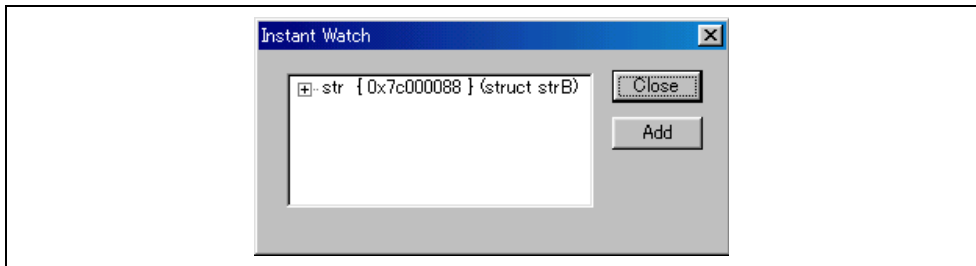 Instant Watch
str { 0x7c000088 } (struct strB)
Close
Add